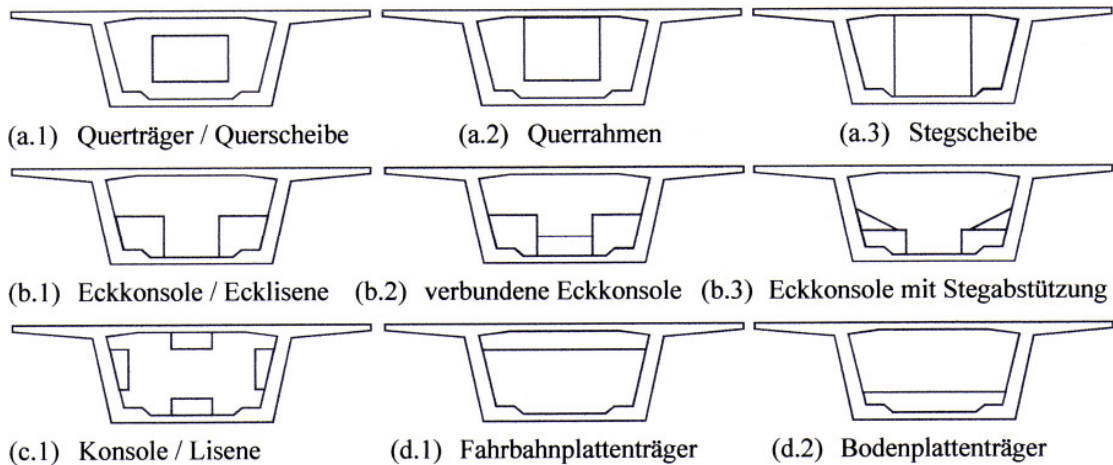 (a.1) Querträger / Querscheibe (a.2) Querrahmen (a.3) Stegscheibe
(b.1) Eckkonsole / Ecklisene (b.2) verbundene Eckkonsole (b.3) Eckkonsole mit Stegabstützung
(c.1) Konsole / Lisene (d.1) Fahrbahnplattenträger (d.2) Bodenplattenträger